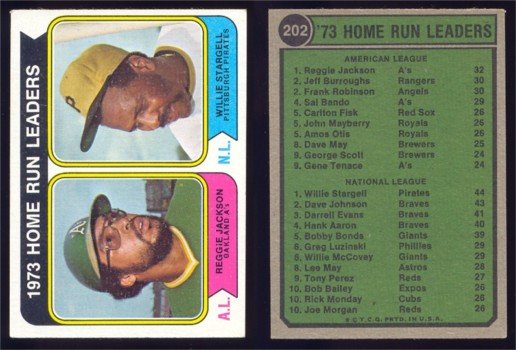 1973 HOME RUN LEADERS
P
WILLIE STARGELL
PITTSBURGH PIRATES
N.L.
A
REGGIE JACKSON
OAKLAND A's
A.L.
202
'73 HOME RUN LEADERS
AMERICAN LEAGUE
1. Reggie Jackson A's 32
2. Jeff Burroughs Rangers 30
2. Frank Robinson Angels 30
4. Sal Bando A's 29
5. Carlton Fisk Red Sox 26
5. John Mayberry Royals 26
5. Amos Otis Royals 26
8. Dave May Brewers 25
9. George Scott Brewers 24
9. Gene Tenace A's 24
NATIONAL LEAGUE
1. Willie Stargell Pirates 44
2. Dave Johnson Braves 43
3. Darrell Evans Braves 41
4. Hank Aaron Braves 40
5. Bobby Bonds Giants 39
6. Greg Luzinski Phillies 29
6. Willie McCovey Giants 29
8. Lee May Astros 28
9. Tony Perez Reds 27
10. Bob Bailey Expos 26
10. Rick Monday Cubs 26
10. Joe Morgan Reds 26
© T.C.G. PRTD. IN U.S.A.